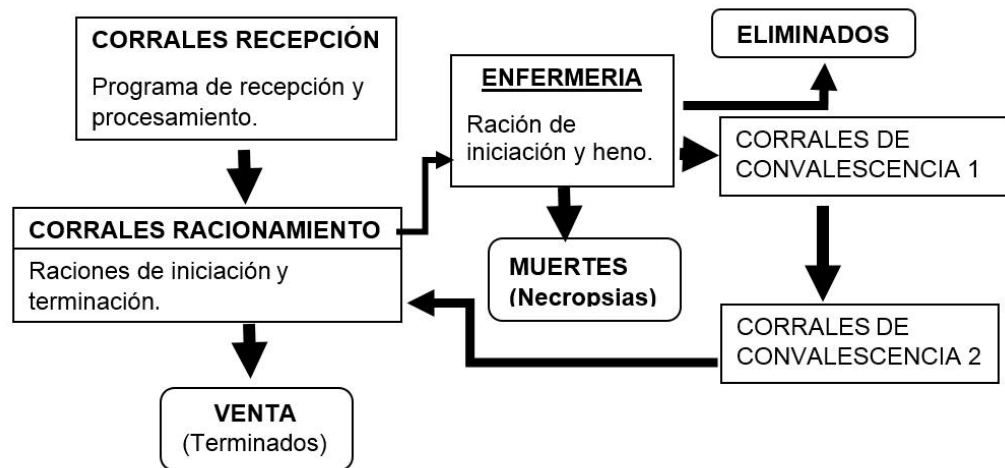 CORRALES RECEPCIÓN
Programa de recepción y
procesamiento.
ENFERMERIA
Ración de
iniciación y heno.
ELIMINADOS
CORRALES DE
CONVALESCENCIA 1
CORRALES RACIONAMIENTO
Raciones de iniciación y
terminación.
MUERTES
(Necropsias)
CORRALES DE
CONVALESCENCIA 2
VENTA
(Terminados)